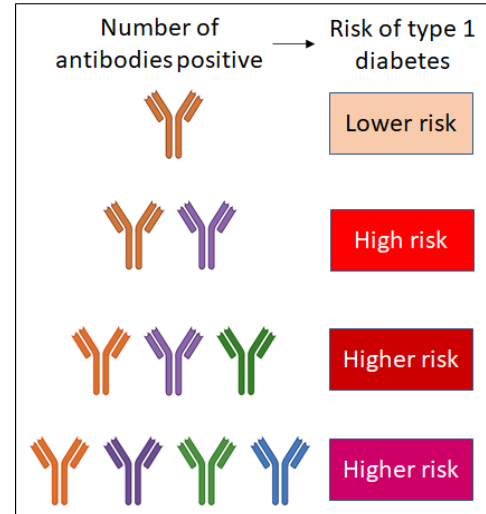 Number of
antibodies positive
Risk of type 1
diabetes
Lower risk
High risk
Higher risk
Higher risk